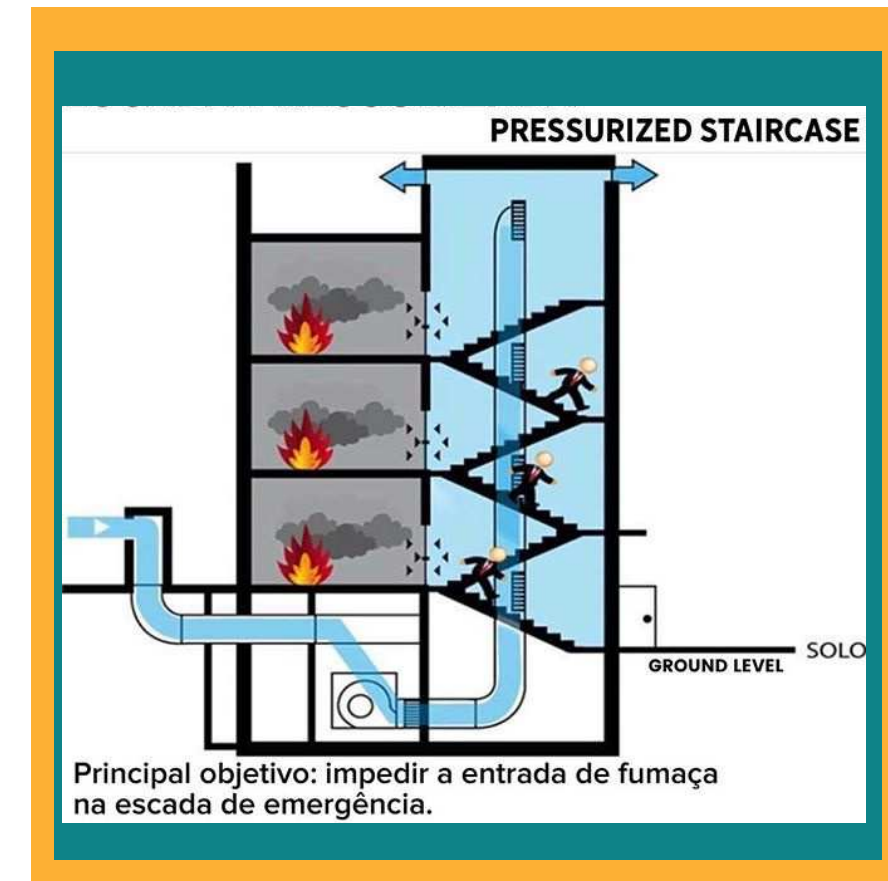 PRESSURIZED STAIRCASE
SOLO
GROUND LEVEL
Principal objetivo: impedir a entrada de fumaça
na escada de emergência.